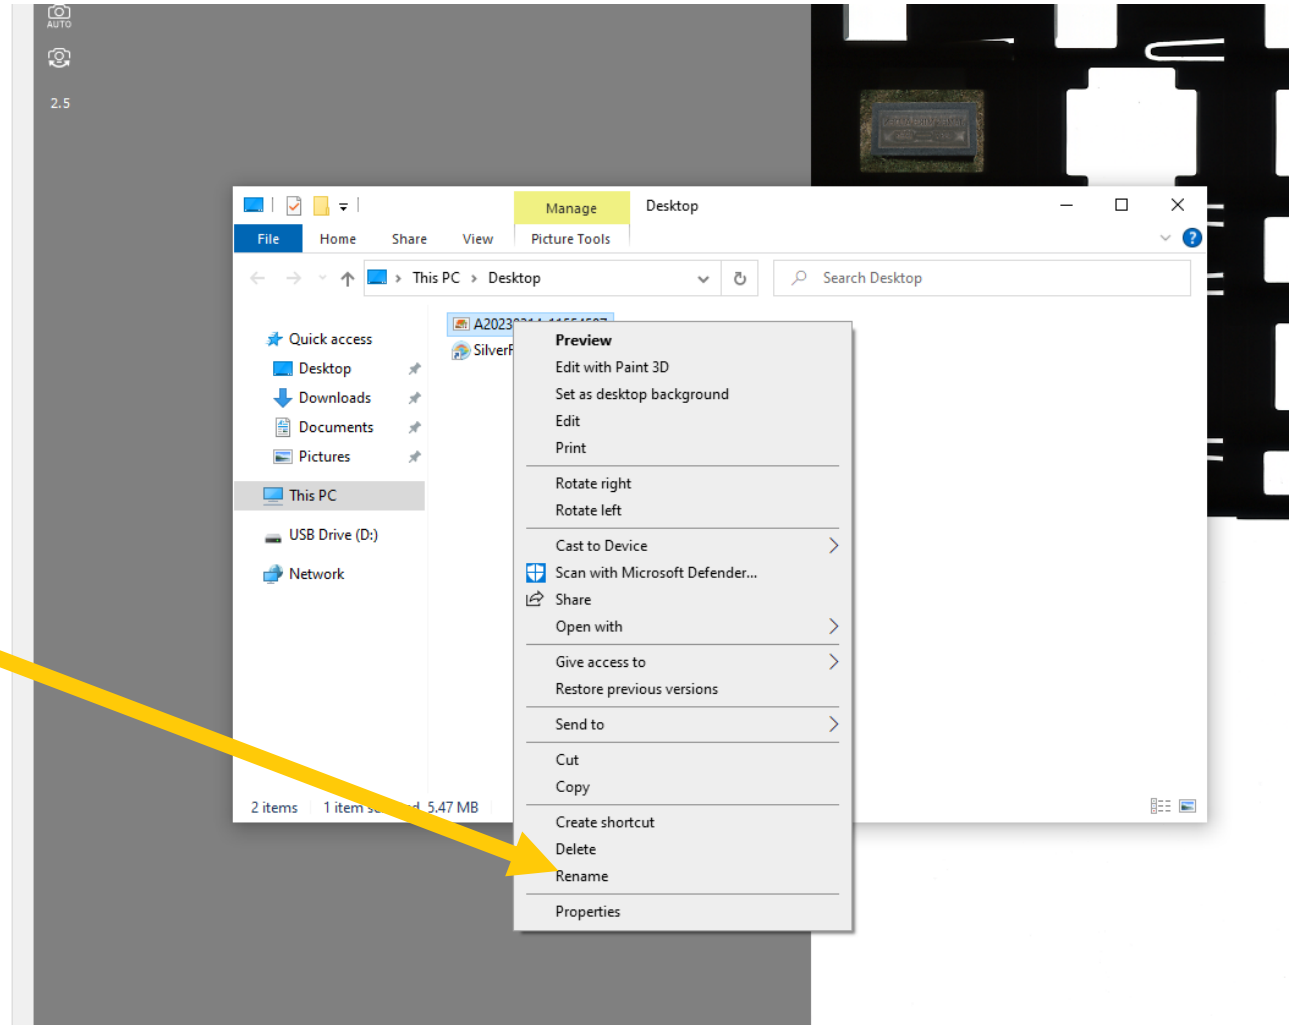 AUTO
2.5
Manage
Desktop
File
Home
Share
View
Picture Tools
This PC > Desktop
Search Desktop
Quick access
Desktop
Downloads
Documents
Pictures
This PC
USB Drive (D:)
Network
A2023
SilverF
Preview
Edit with Paint 3D
Set as desktop background
Edit
Print
Rotate right
Rotate left
Cast to Device
Scan with Microsoft Defender...
Share
Open with
Give access to
Restore previous versions
Send to
Cut
Copy
Create shortcut
Delete
Rename
Properties
2 items
1 item 5.47 MB